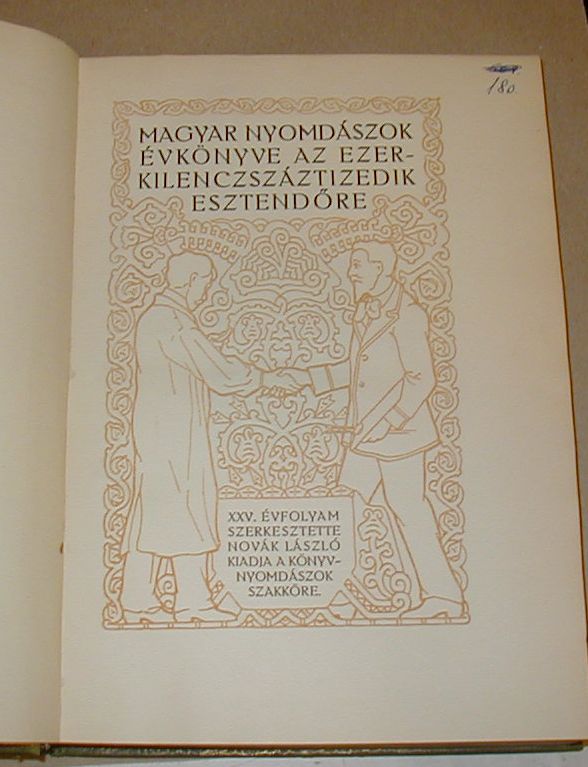 180.
MAGYAR NYOMDÁSZOK
ÉVKÖNYVE AZ EZER-
KILENCZSZÁZTIZEDIK
ESZTENDŐRE
XXV. ÉVFOLYAM
SZERKESZTETTE
NOVÁK LÁSZLÓ
KIADJA A KÖNYV-
NYOMDÁSZOK
SZAKKÖRE.